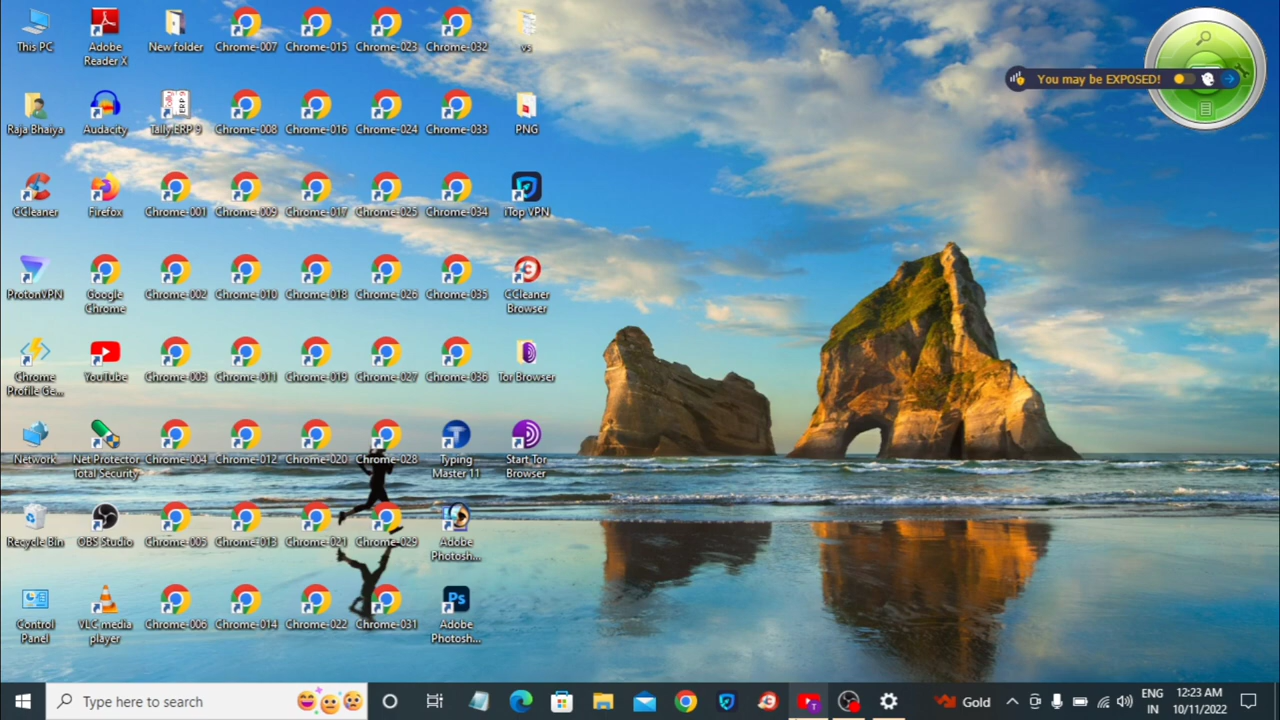 This PC
Adobe
Reader X
New folder
Chrome-007
Chrome-015
Chrome-023
Chrome-032
vs
Raja Bhaiya
Audacity
Tally.ERP 9
Chrome-008
Chrome-016
Chrome-024
Chrome-033
PNG
CCleaner
Firefox
Chrome-001
Chrome-009
Chrome-017
Chrome-025
Chrome-034
iTop VPN
ProtonVPN
Google
Chrome
Chrome-002
Chrome-010
Chrome-018
Chrome-026
Chrome-035
CCleaner
Browser
Chrome
Profile Ge...
YouTube
Chrome-003
Chrome-011
Chrome-019
Chrome-027
Chrome-036
Tor Browser
Network
Net Protector
Total Security
Chrome-004
Chrome-012
Chrome-020
Chrome-028
Typing
Master 11
Start Tor
Browser
Recycle Bin
OBS Studio
Chrome-005
Chrome-013
Chrome-021
Chrome-029
Adobe
Photosh...
Control
Panel
VLC media
player
Chrome-006
Chrome-014
Chrome-022
Chrome-031
Ps
Adobe
Photosh...
You may be EXPOSED!
Type here to search
Gold
ENG
IN
12:23 AM
10/11/2022